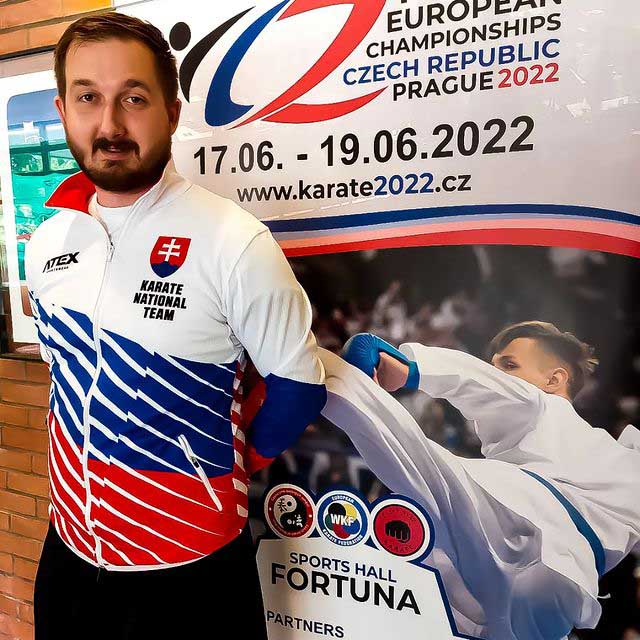 EUROPEAN
CHAMPIONSHIPS
CZECH REPUBLIC
PRAGUE 2022
17.06. - 19.06.2022
www.karate2022.cz
ATEX
KARATE
NATIONAL
TEAM
EUROPEAN
WKF
SPORTS HALL
FORTUNA
PARTNERS